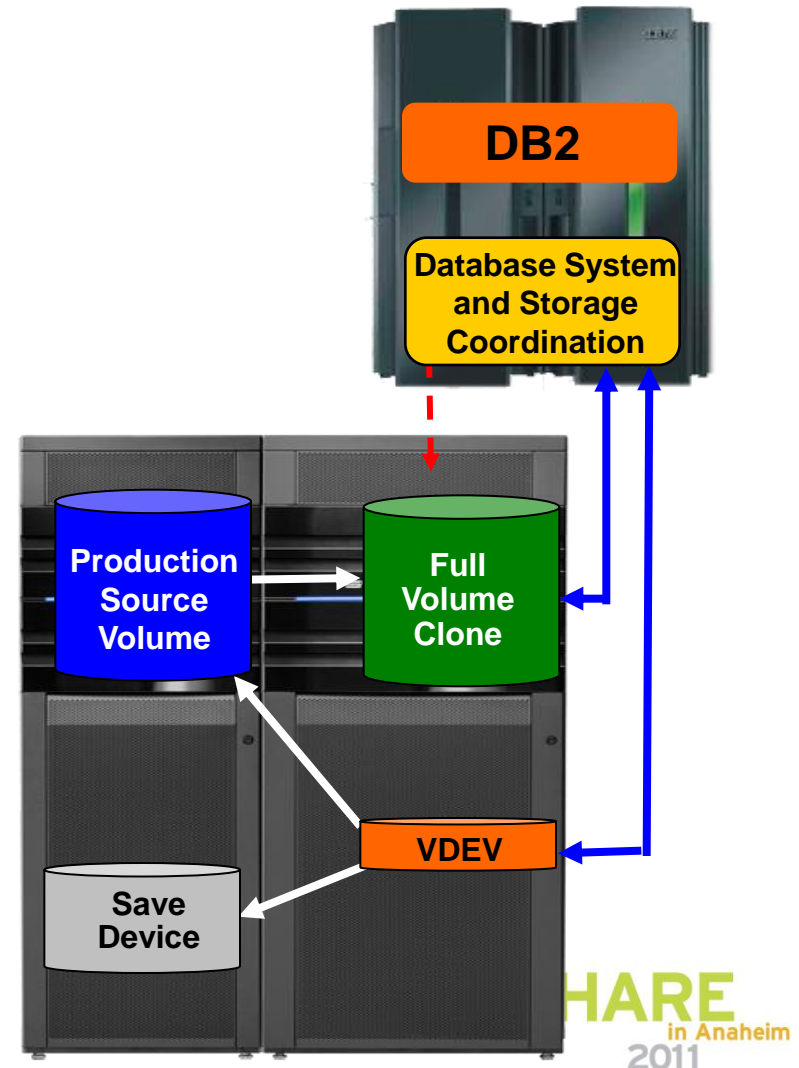 DB2
Database System
and Storage
Coordination
Production
Source
Volume
Full
Volume
Clone
VDEV
Save
Device
HARE
in Anaheim
2011